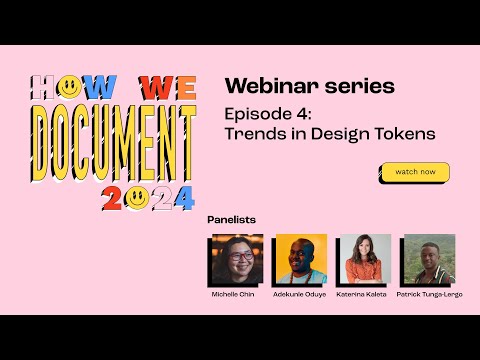 HOW WE
DOCUMENT
2024
Webinar series
Episode 4:
Trends in Design Tokens
watch now
Panelists
Michelle Chin
Adekunle Oduye
Katerina Kaleta
Patrick Tunga-Lergo